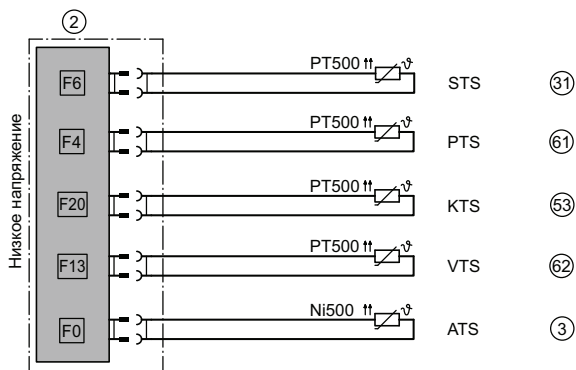 2
Низкое напряжение
F6 PT500 ϑ STS 31
F4 PT500 ϑ PTS 61
F20 PT500 ϑ KTS 53
F13 PT500 ϑ VTS 62
F0 Ni500 ϑ ATS 3